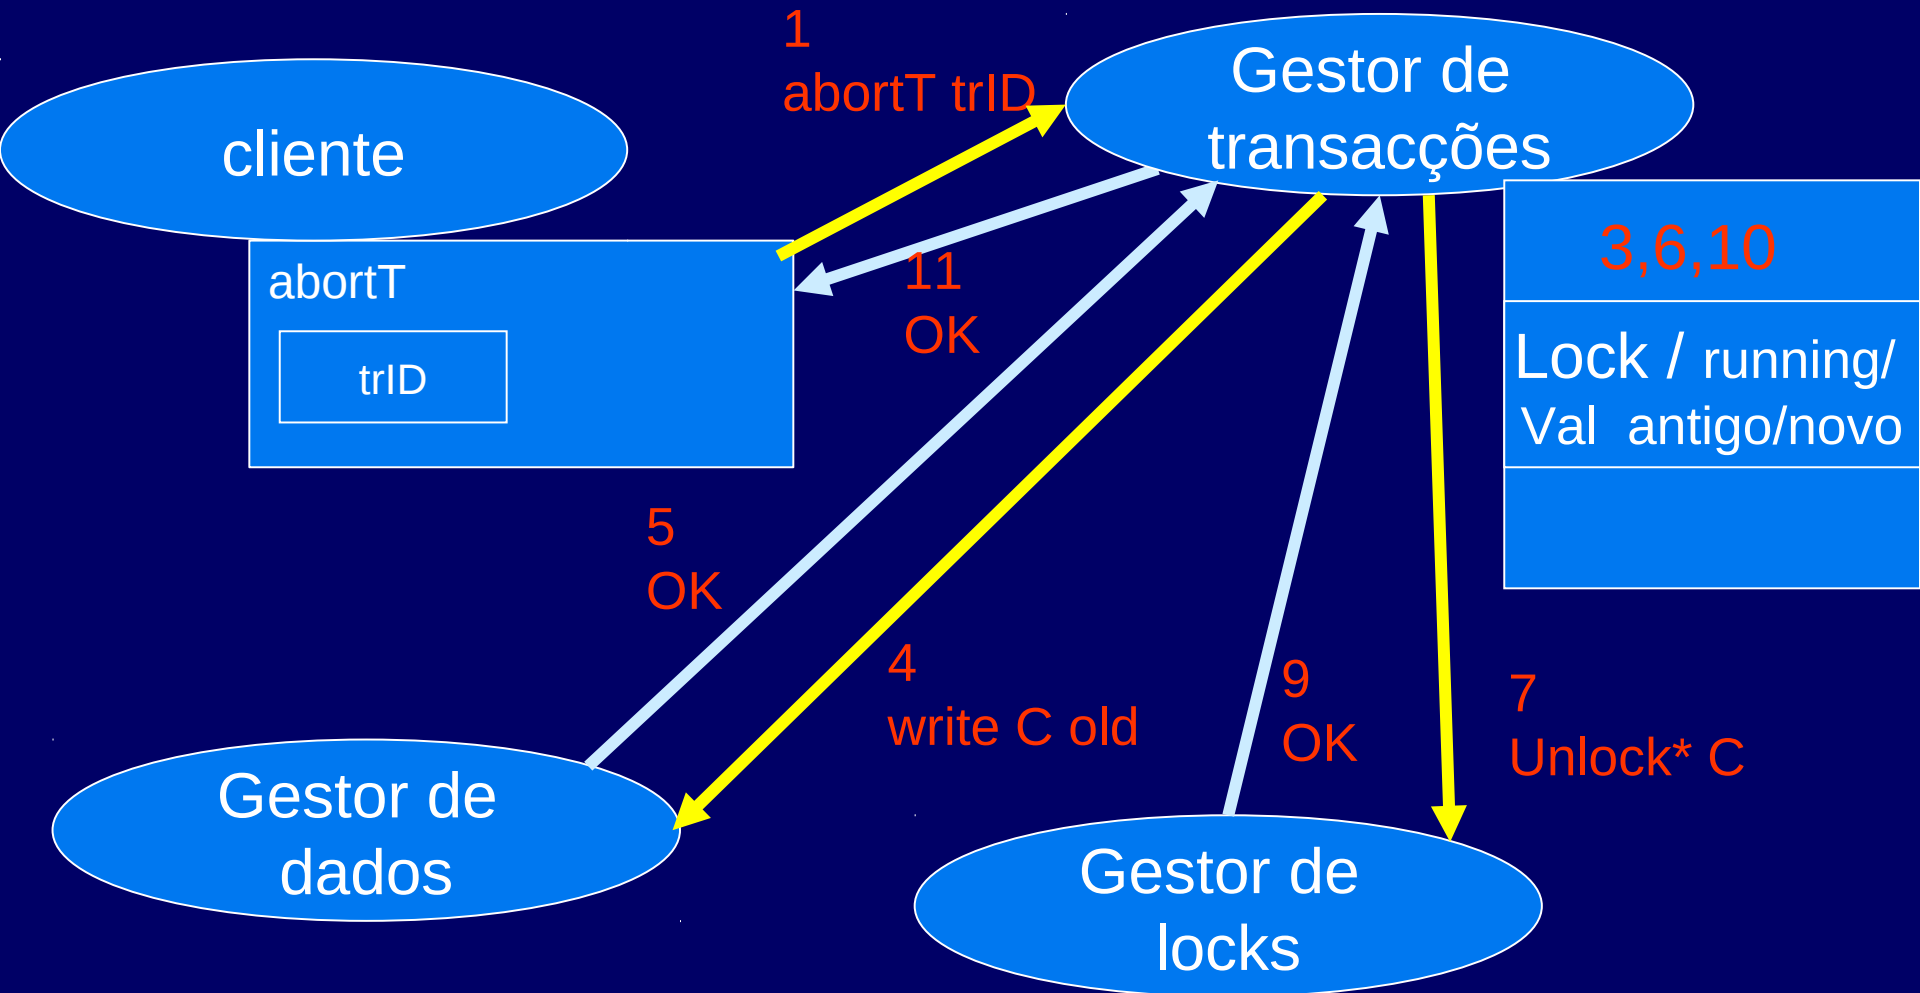 1
abortT trID
Gestor de
transacções
cliente
3,6,10
abortT
11
OK
trID
Lock / running/
Val antigo/novo
5
OK
4
write C old
9
OK
7
Unlock* C
Gestor de
dados
Gestor de
locks